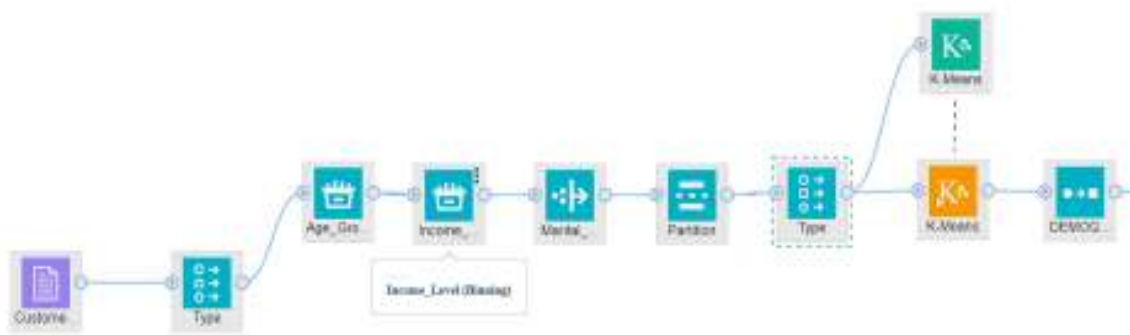 K-Means
Age_Gro...
Income_...
Marital_...
Partition
Type
K-Means
DEMOG...
Income_Level (Binning)
Custome...
Type